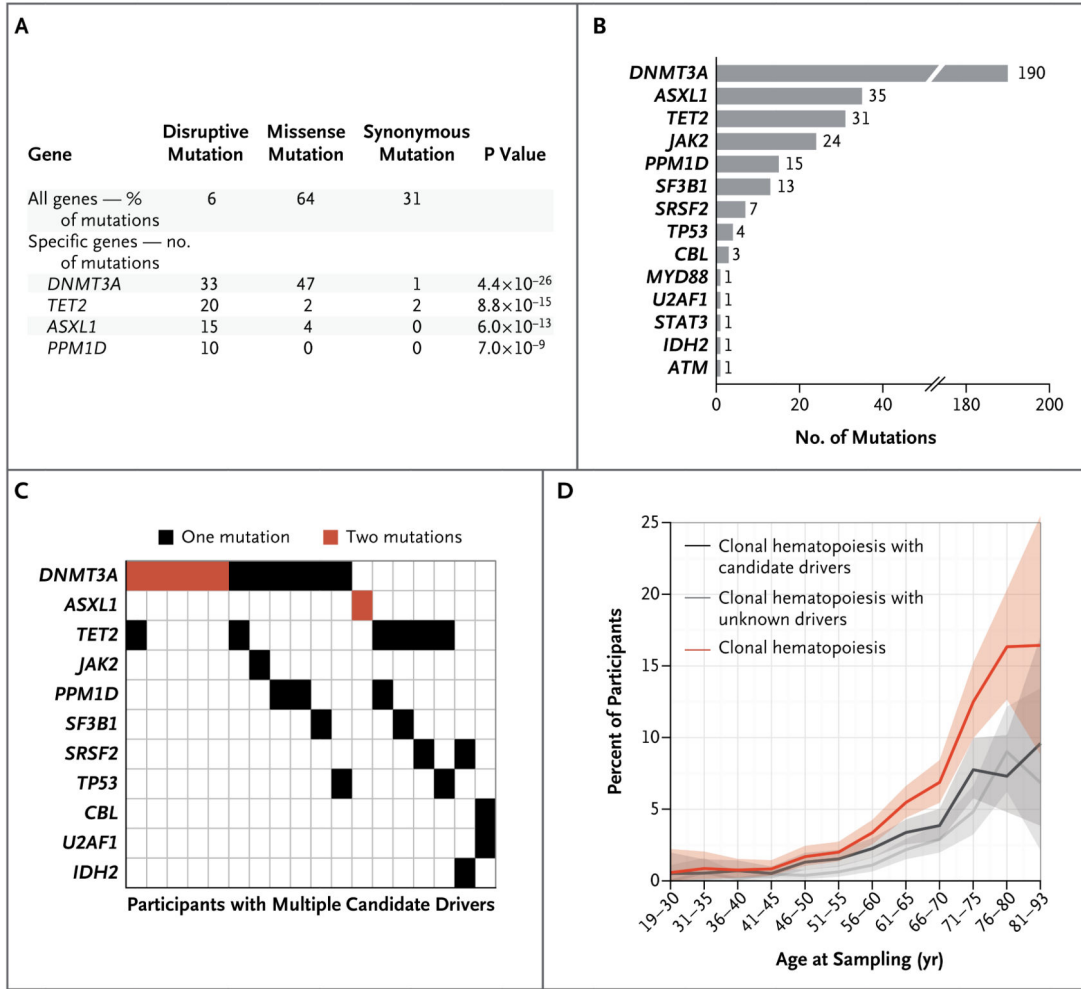 A
Gene
Disruptive Mutation
Missense Mutation
Synonymous Mutation
P Value
All genes — % of mutations 6 64 31
Specific genes — no. of mutations
DNMT3A 33 47 1 4.4×10⁻²⁶
TET2 20 2 2 8.8×10⁻¹⁵
ASXL1 15 4 0 6.0×10⁻¹³
PPM1D 10 0 0 7.0×10⁻⁹
B
DNMT3A 190
ASXL1 35
TET2 31
JAK2 24
PPM1D 15
SF3B1 13
SRSF2 7
TP53 4
CBL 3
MYD88 1
U2AF1 1
STAT3 1
IDH2 1
ATM 1
0 20 40 180 200
No. of Mutations
C
One mutation Two mutations
DNMT3A
ASXL1
TET2
JAK2
PPM1D
SF3B1
SRSF2
TP53
CBL
U2AF1
IDH2
Participants with Multiple Candidate Drivers
D
Percent of Participants
25
20
15
10
5
0
Clonal hematopoiesis with
candidate drivers
Clonal hematopoiesis with
unknown drivers
Clonal hematopoiesis
19–30 31–35 36–40 41–45 46–50 51–55 56–60 61–65 66–70 71–75 76–80 81–93
Age at Sampling (yr)